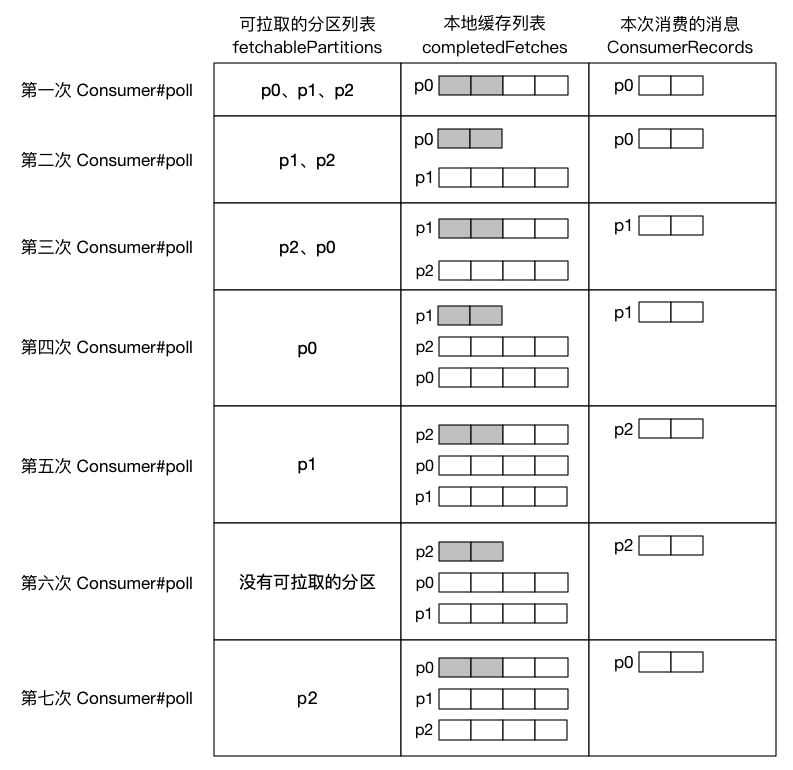 可拉取的分区列表
fetchablePartitions
本地缓存列表
completedFetches
本次消费的消息
ConsumerRecords
第一次 Consumer#poll
p0、p1、p2
p0
p0
第二次 Consumer#poll
p1、p2
p0
p1
p0
第三次 Consumer#poll
p2、p0
p1
p2
p1
第四次 Consumer#poll
p0
p1
p2
p0
p1
第五次 Consumer#poll
p1
p2
p0
p1
p2
第六次 Consumer#poll
没有可拉取的分区
p2
p0
p1
p2
第七次 Consumer#poll
p2
p0
p1
p2
p0